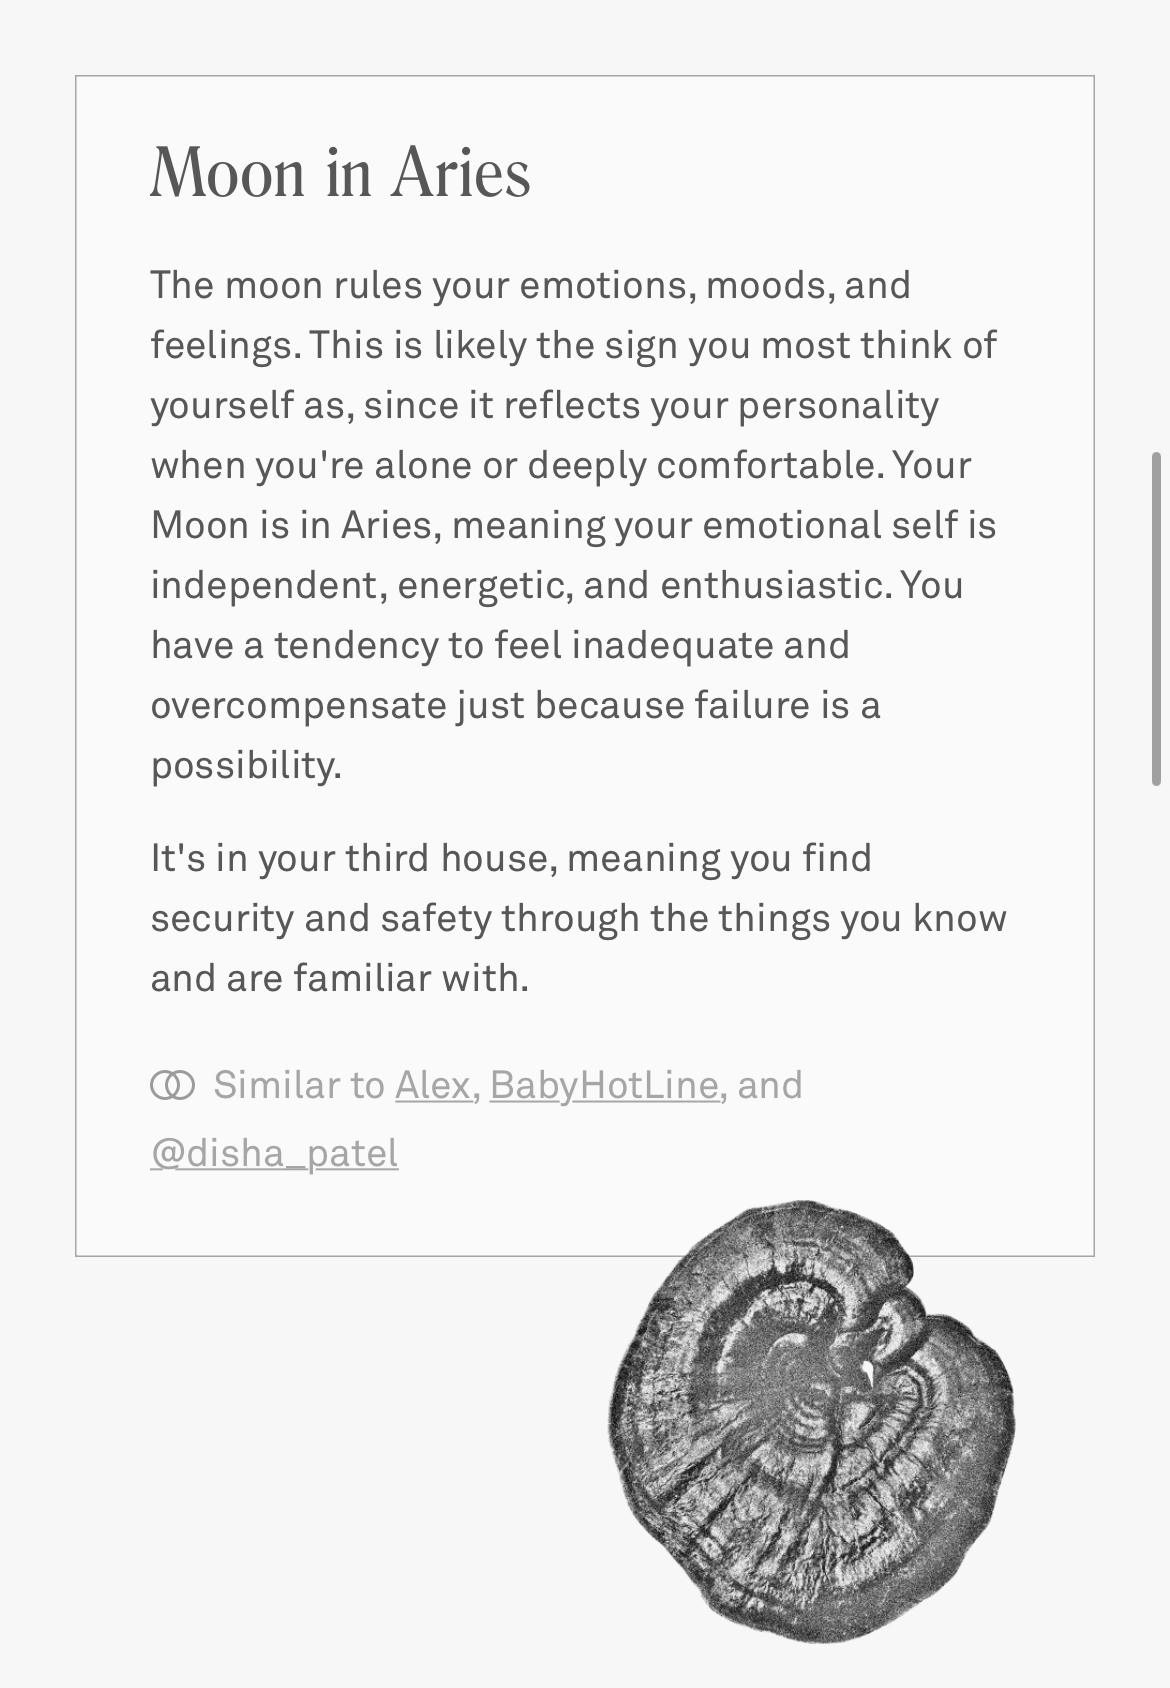 Moon in Aries
The moon rules your emotions, moods, and
feelings. This is likely the sign you most think of
yourself as, since it reflects your personality
when you're alone or deeply comfortable. Your
Moon is in Aries, meaning your emotional self is
independent, energetic, and enthusiastic. You
have a tendency to feel inadequate and
overcompensate just because failure is a
possibility.
It's in your third house, meaning you find
security and safety through the things you know
and are familiar with.
Similar to Alex, BabyHotLine, and
@disha_patel